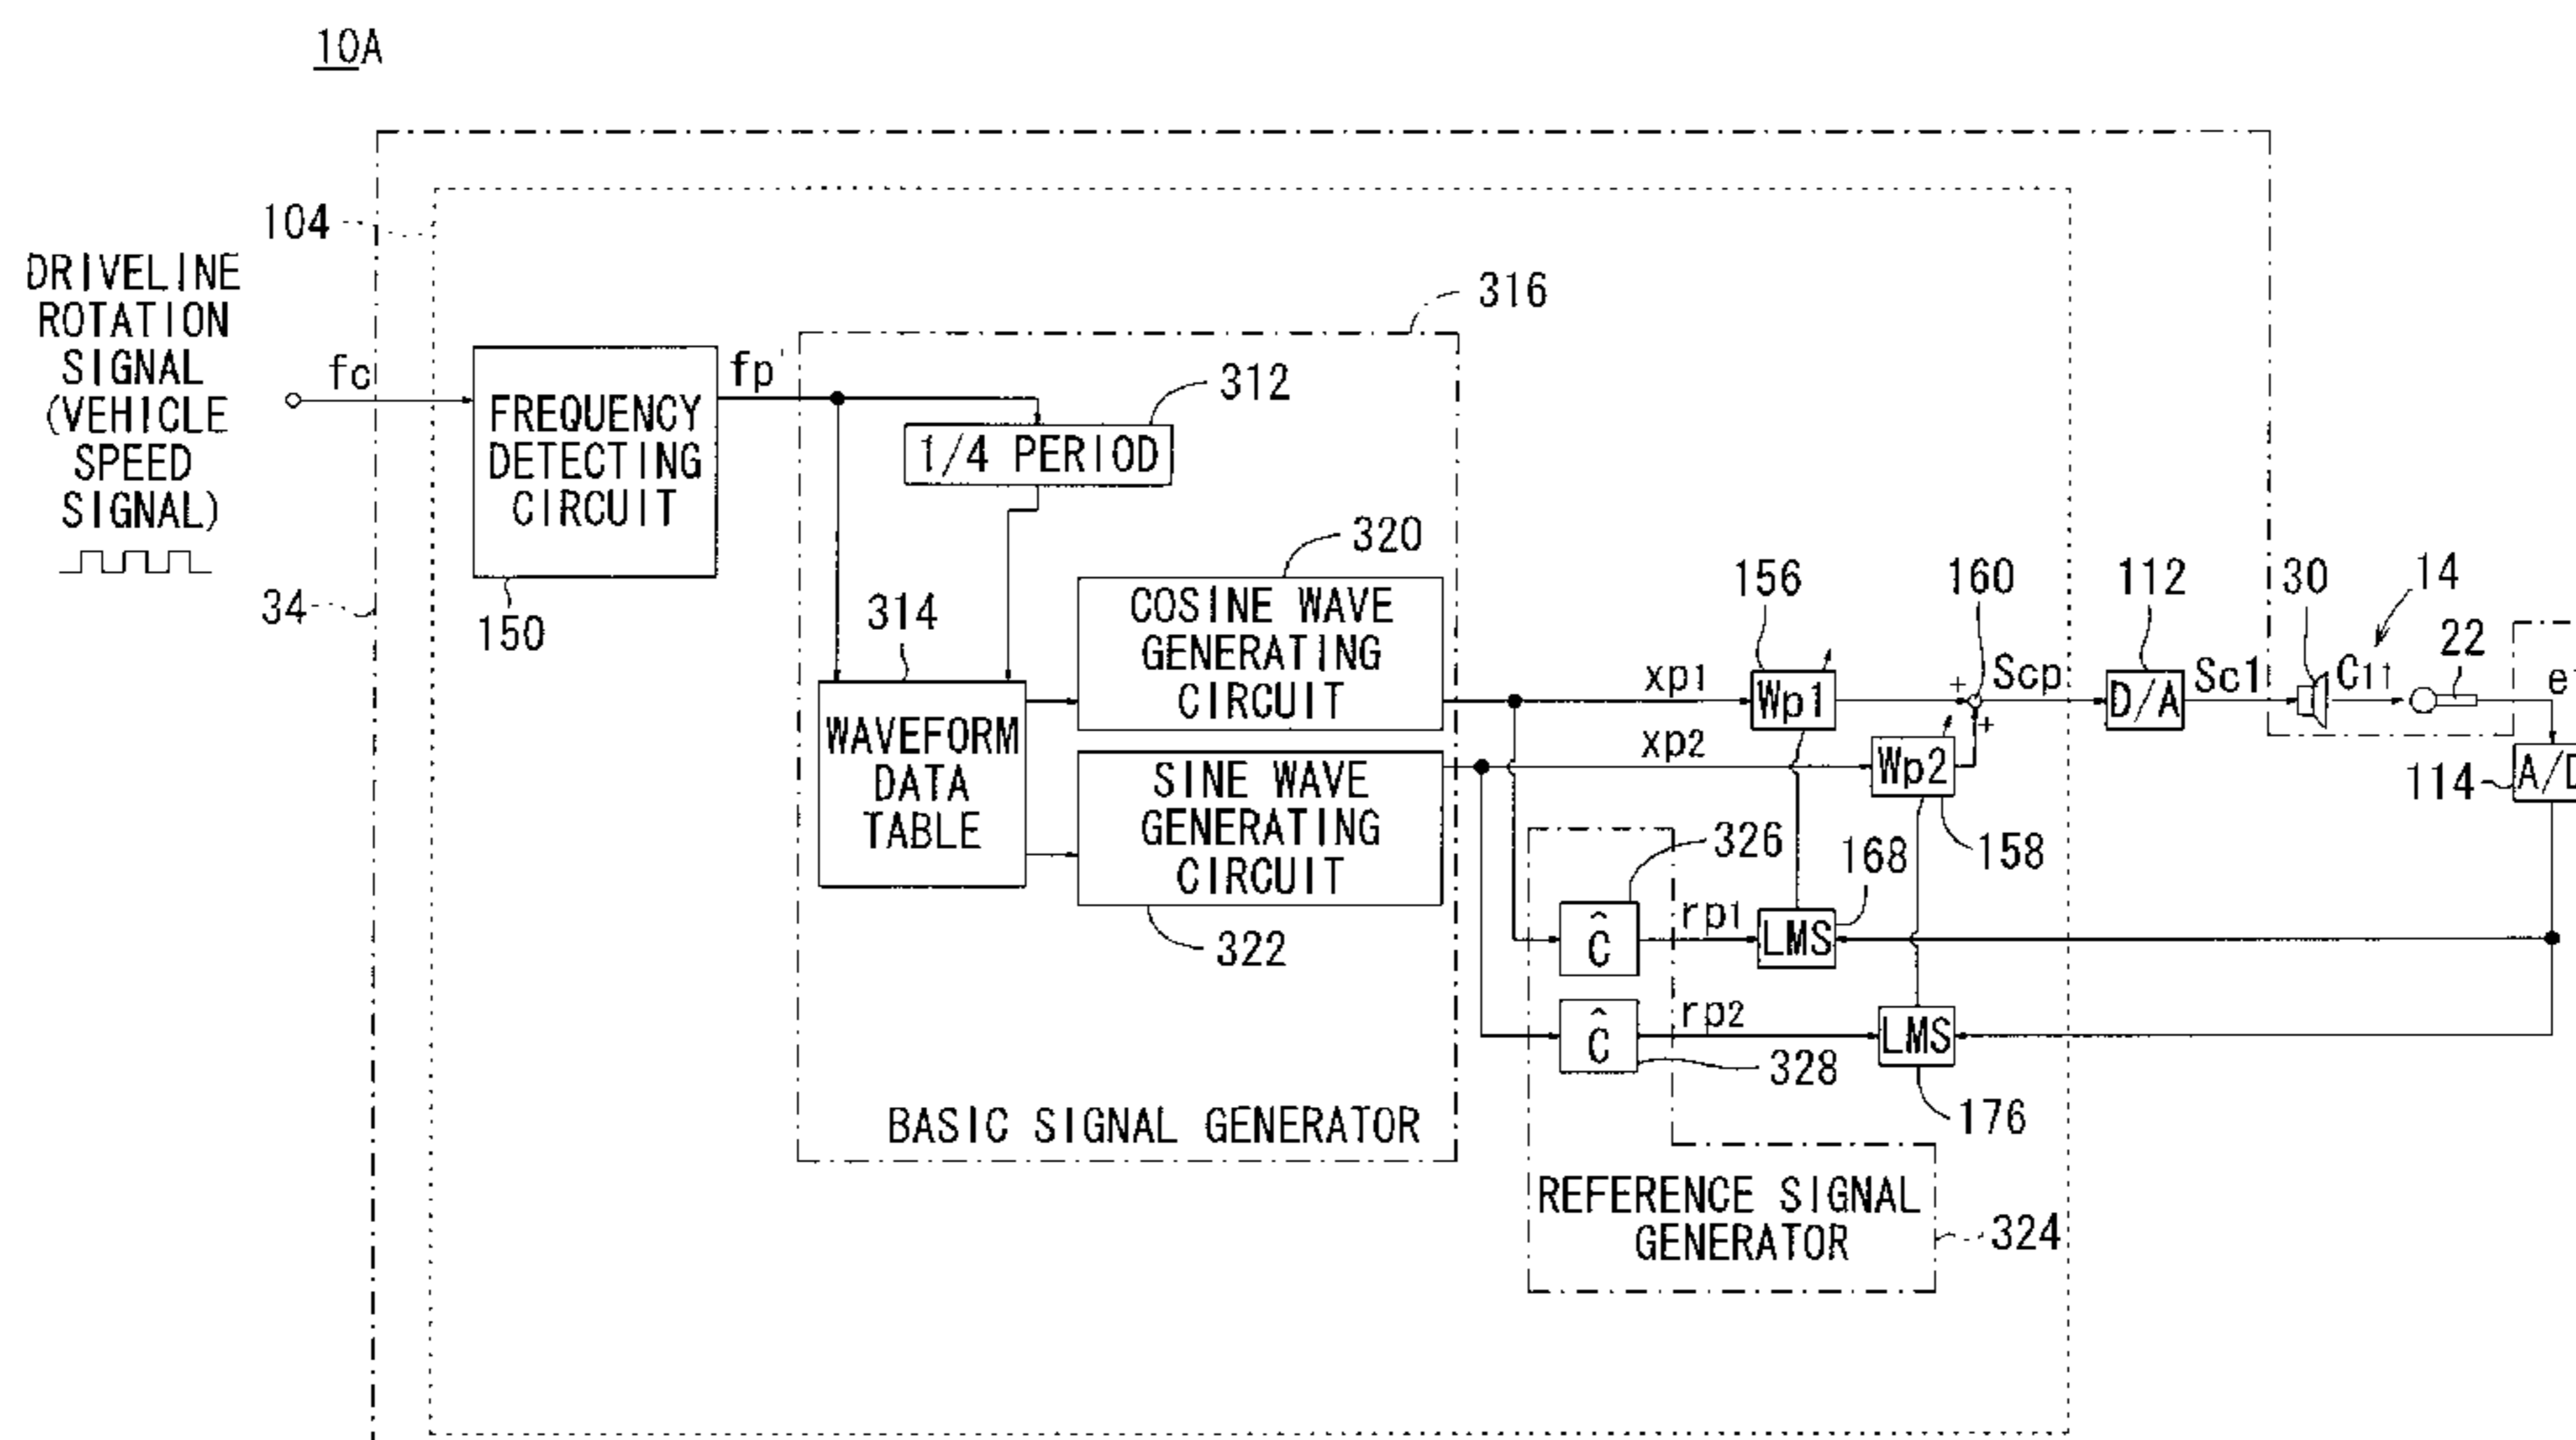 10A
104
DRIVELINE
ROTATION
SIGNAL
(VEHICLE
SPEED
SIGNAL)
34
fc
FREQUENCY
DETECTING
CIRCUIT
150
fp
316
312
1/4 PERIOD
314
WAVEFORM
DATA
TABLE
320
COSINE WAVE
GENERATING
CIRCUIT
SINE WAVE
GENERATING
CIRCUIT
322
BASIC SIGNAL GENERATOR
xp1
xp2
156
Wp1
Wp2
158
160
+
+
Scp
112
D/A
Sc1
30
C11
14
22
114
326
Ĉ
rp1
168
LMS
Ĉ
rp2
328
LMS
176
REFERENCE SIGNAL
GENERATOR
324